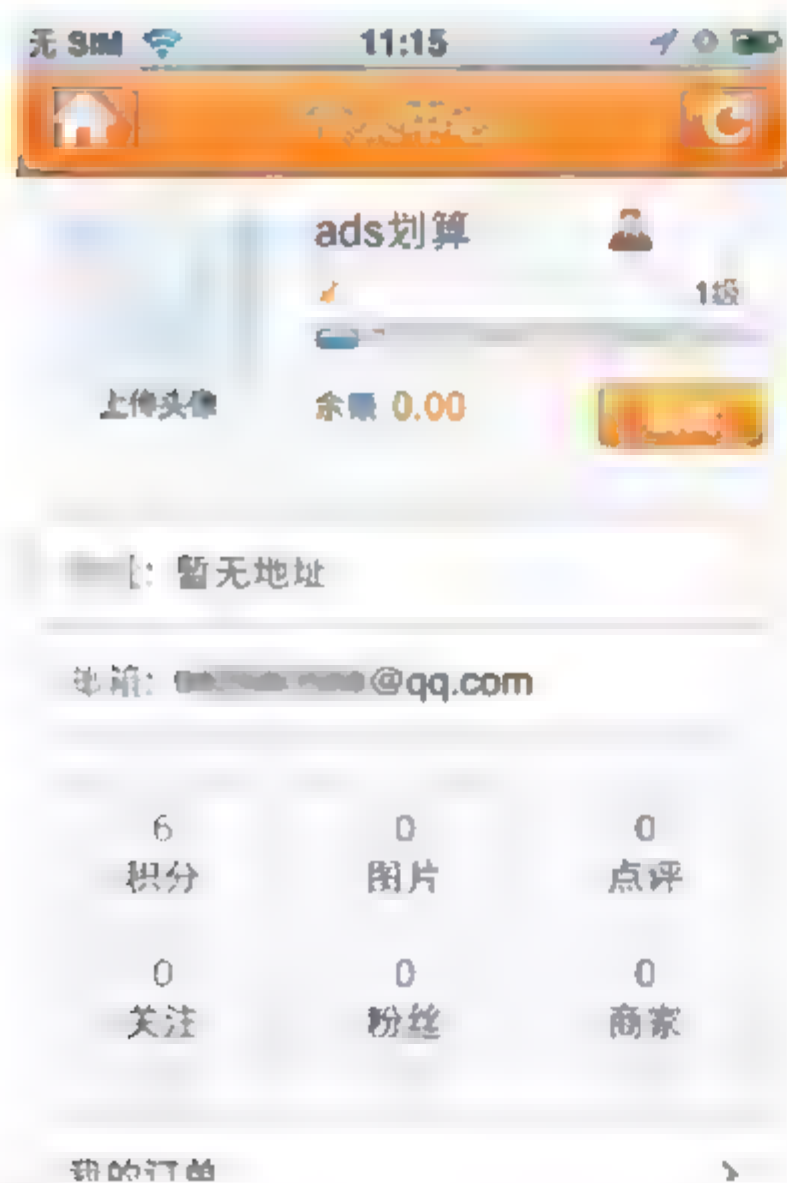 无 SIM 11:15
ads划算
1级
上传头像 余额 0.00
暂无地址
邮箱: @qq.com
6 0 0
积分 图片 点评
0 0 0
关注 粉丝 商家
我的订单